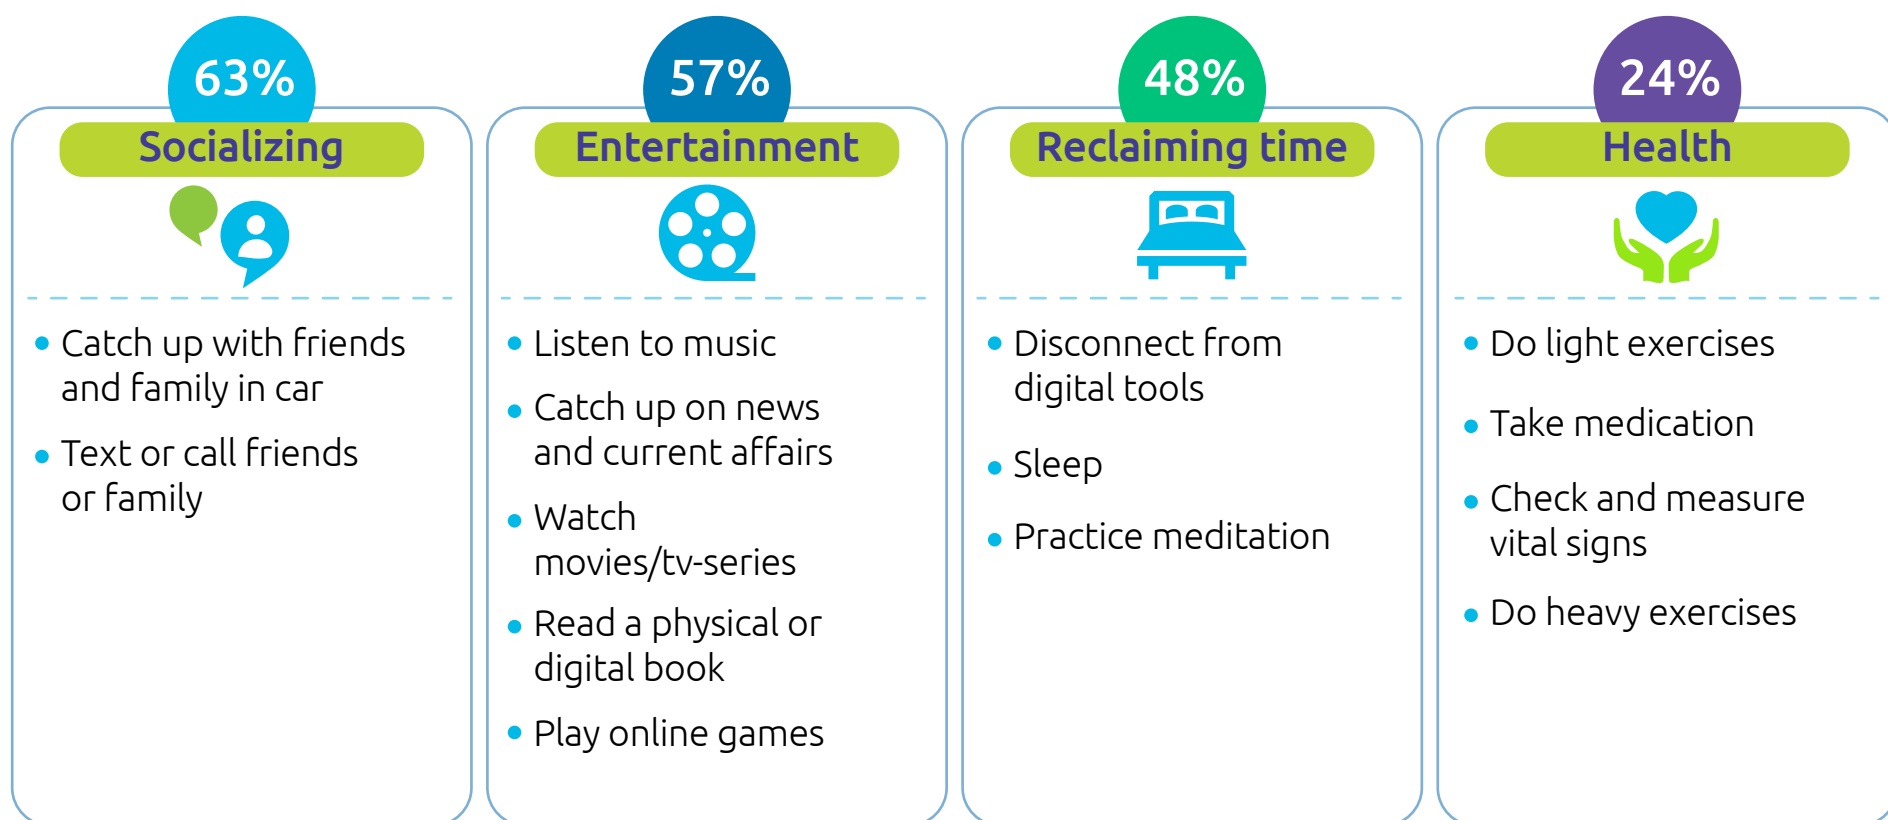 63%
Socializing
• Catch up with friends
and family in car
• Text or call friends
or family
57%
Entertainment
• Listen to music
• Catch up on news
and current affairs
• Watch
movies/tv-series
• Read a physical or
digital book
• Play online games
48%
Reclaiming time
• Disconnect from
digital tools
• Sleep
• Practice meditation
24%
Health
• Do light exercises
• Take medication
• Check and measure
vital signs
• Do heavy exercises